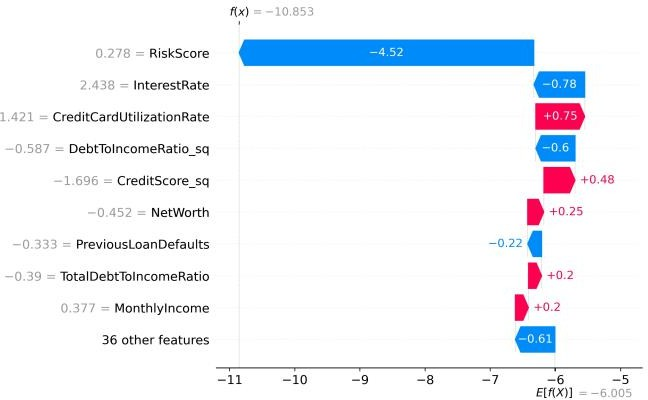 f(x) = −10.853
0.278 = RiskScore −4.52
2.438 = InterestRate −0.78
1.421 = CreditCardUtilizationRate +0.75
−0.587 = DebtToIncomeRatio_sq −0.6
−1.696 = CreditScore_sq +0.48
−0.452 = NetWorth +0.25
−0.333 = PreviousLoanDefaults −0.22
−0.39 = TotalDebtToIncomeRatio +0.2
0.377 = MonthlyIncome +0.2
36 other features −0.61
−11 −10 −9 −8 −7 −6 −5
E[f(X)] = −6.005